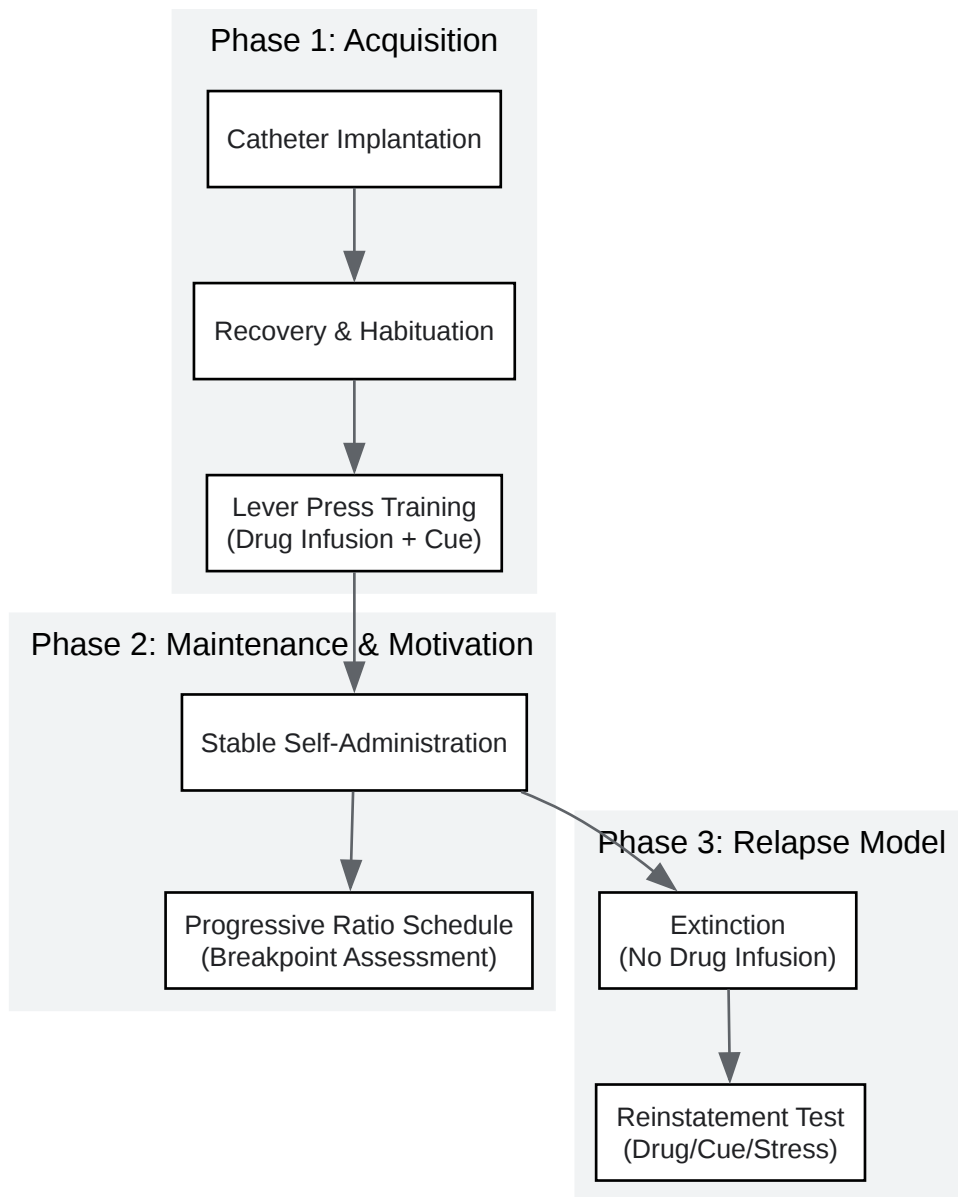 Phase 1: Acquisition
Catheter Implantation
Recovery & Habituation
Lever Press Training
(Drug Infusion + Cue)
Phase 2: Maintenance & Motivation
Stable Self-Administration
Progressive Ratio Schedule
(Breakpoint Assessment)
Phase 3: Relapse Model
Extinction
(No Drug Infusion)
Reinstatement Test
(Drug/Cue/Stress)